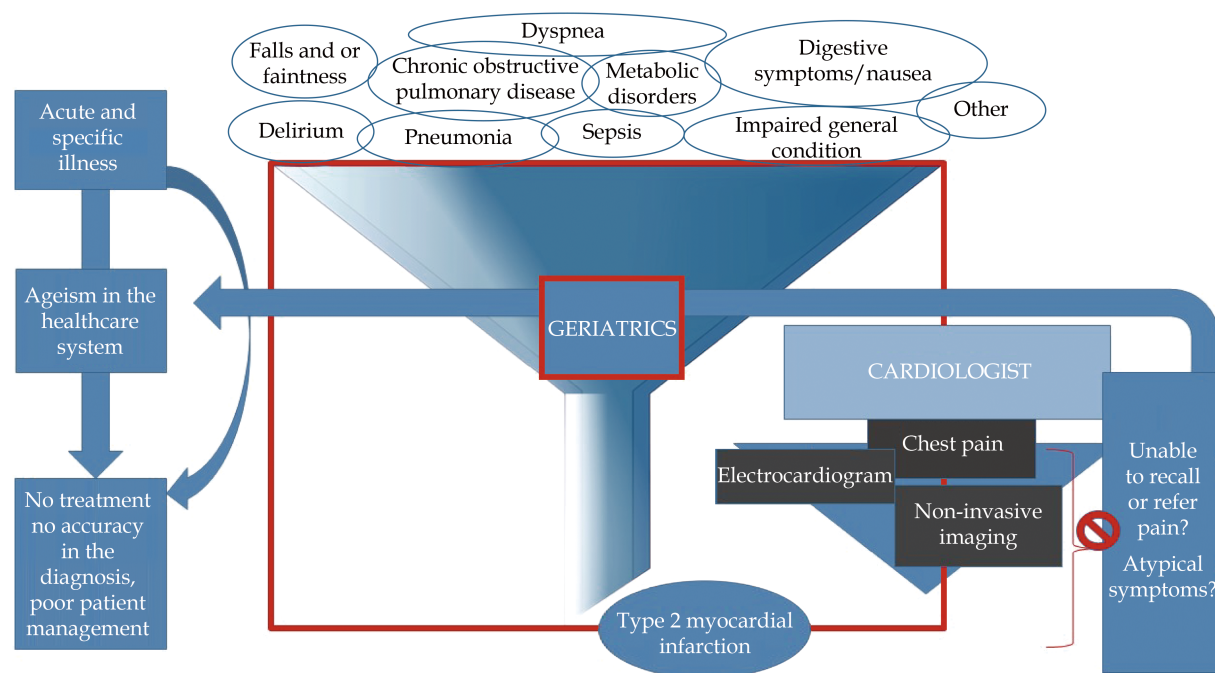 Dyspnea
Falls and or
faintness
Chronic obstructive
pulmonary disease
Metabolic
disorders
Digestive
symptoms/nausea
Other
Delirium
Pneumonia
Sepsis
Impaired general
condition
Acute and
specific
illness
Ageism in the
healthcare
system
No treatment
no accuracy
in the
diagnosis,
poor patient
management
GERIATRICS
CARDIOLOGIST
Chest pain
Electrocardiogram
Non-invasive
imaging
Unable
to recall
or refer
pain?
Atypical
symptoms?
Type 2 myocardial
infarction